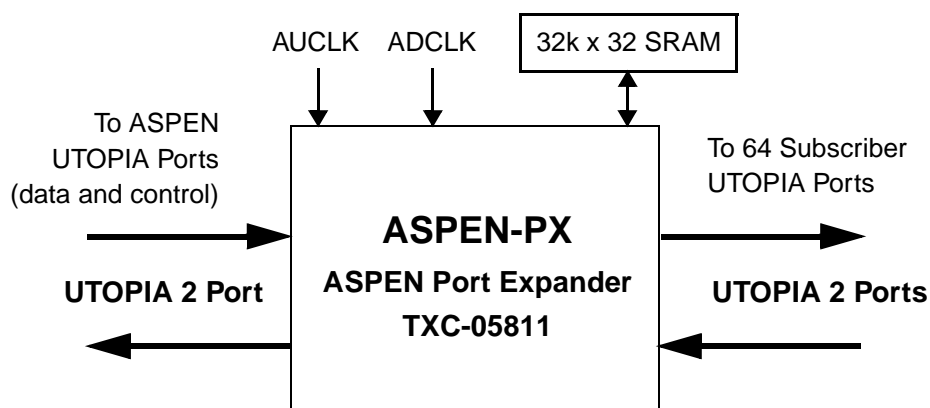 AUCLK ADCLK 32k x 32 SRAM
To ASPEN
UTOPIA Ports
(data and control)
To 64 Subscriber
UTOPIA Ports
ASPEN-PX
ASPEN Port Expander
TXC-05811
UTOPIA 2 Port
UTOPIA 2 Ports